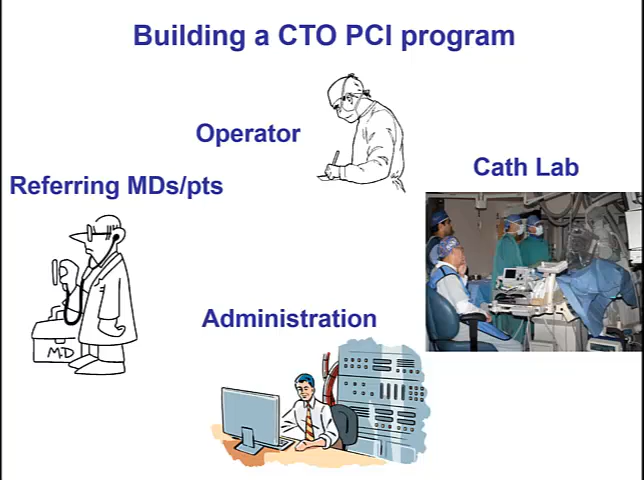 Building a CTO PCI program
Operator
Cath Lab
Referring MDs/pts
Administration
MD